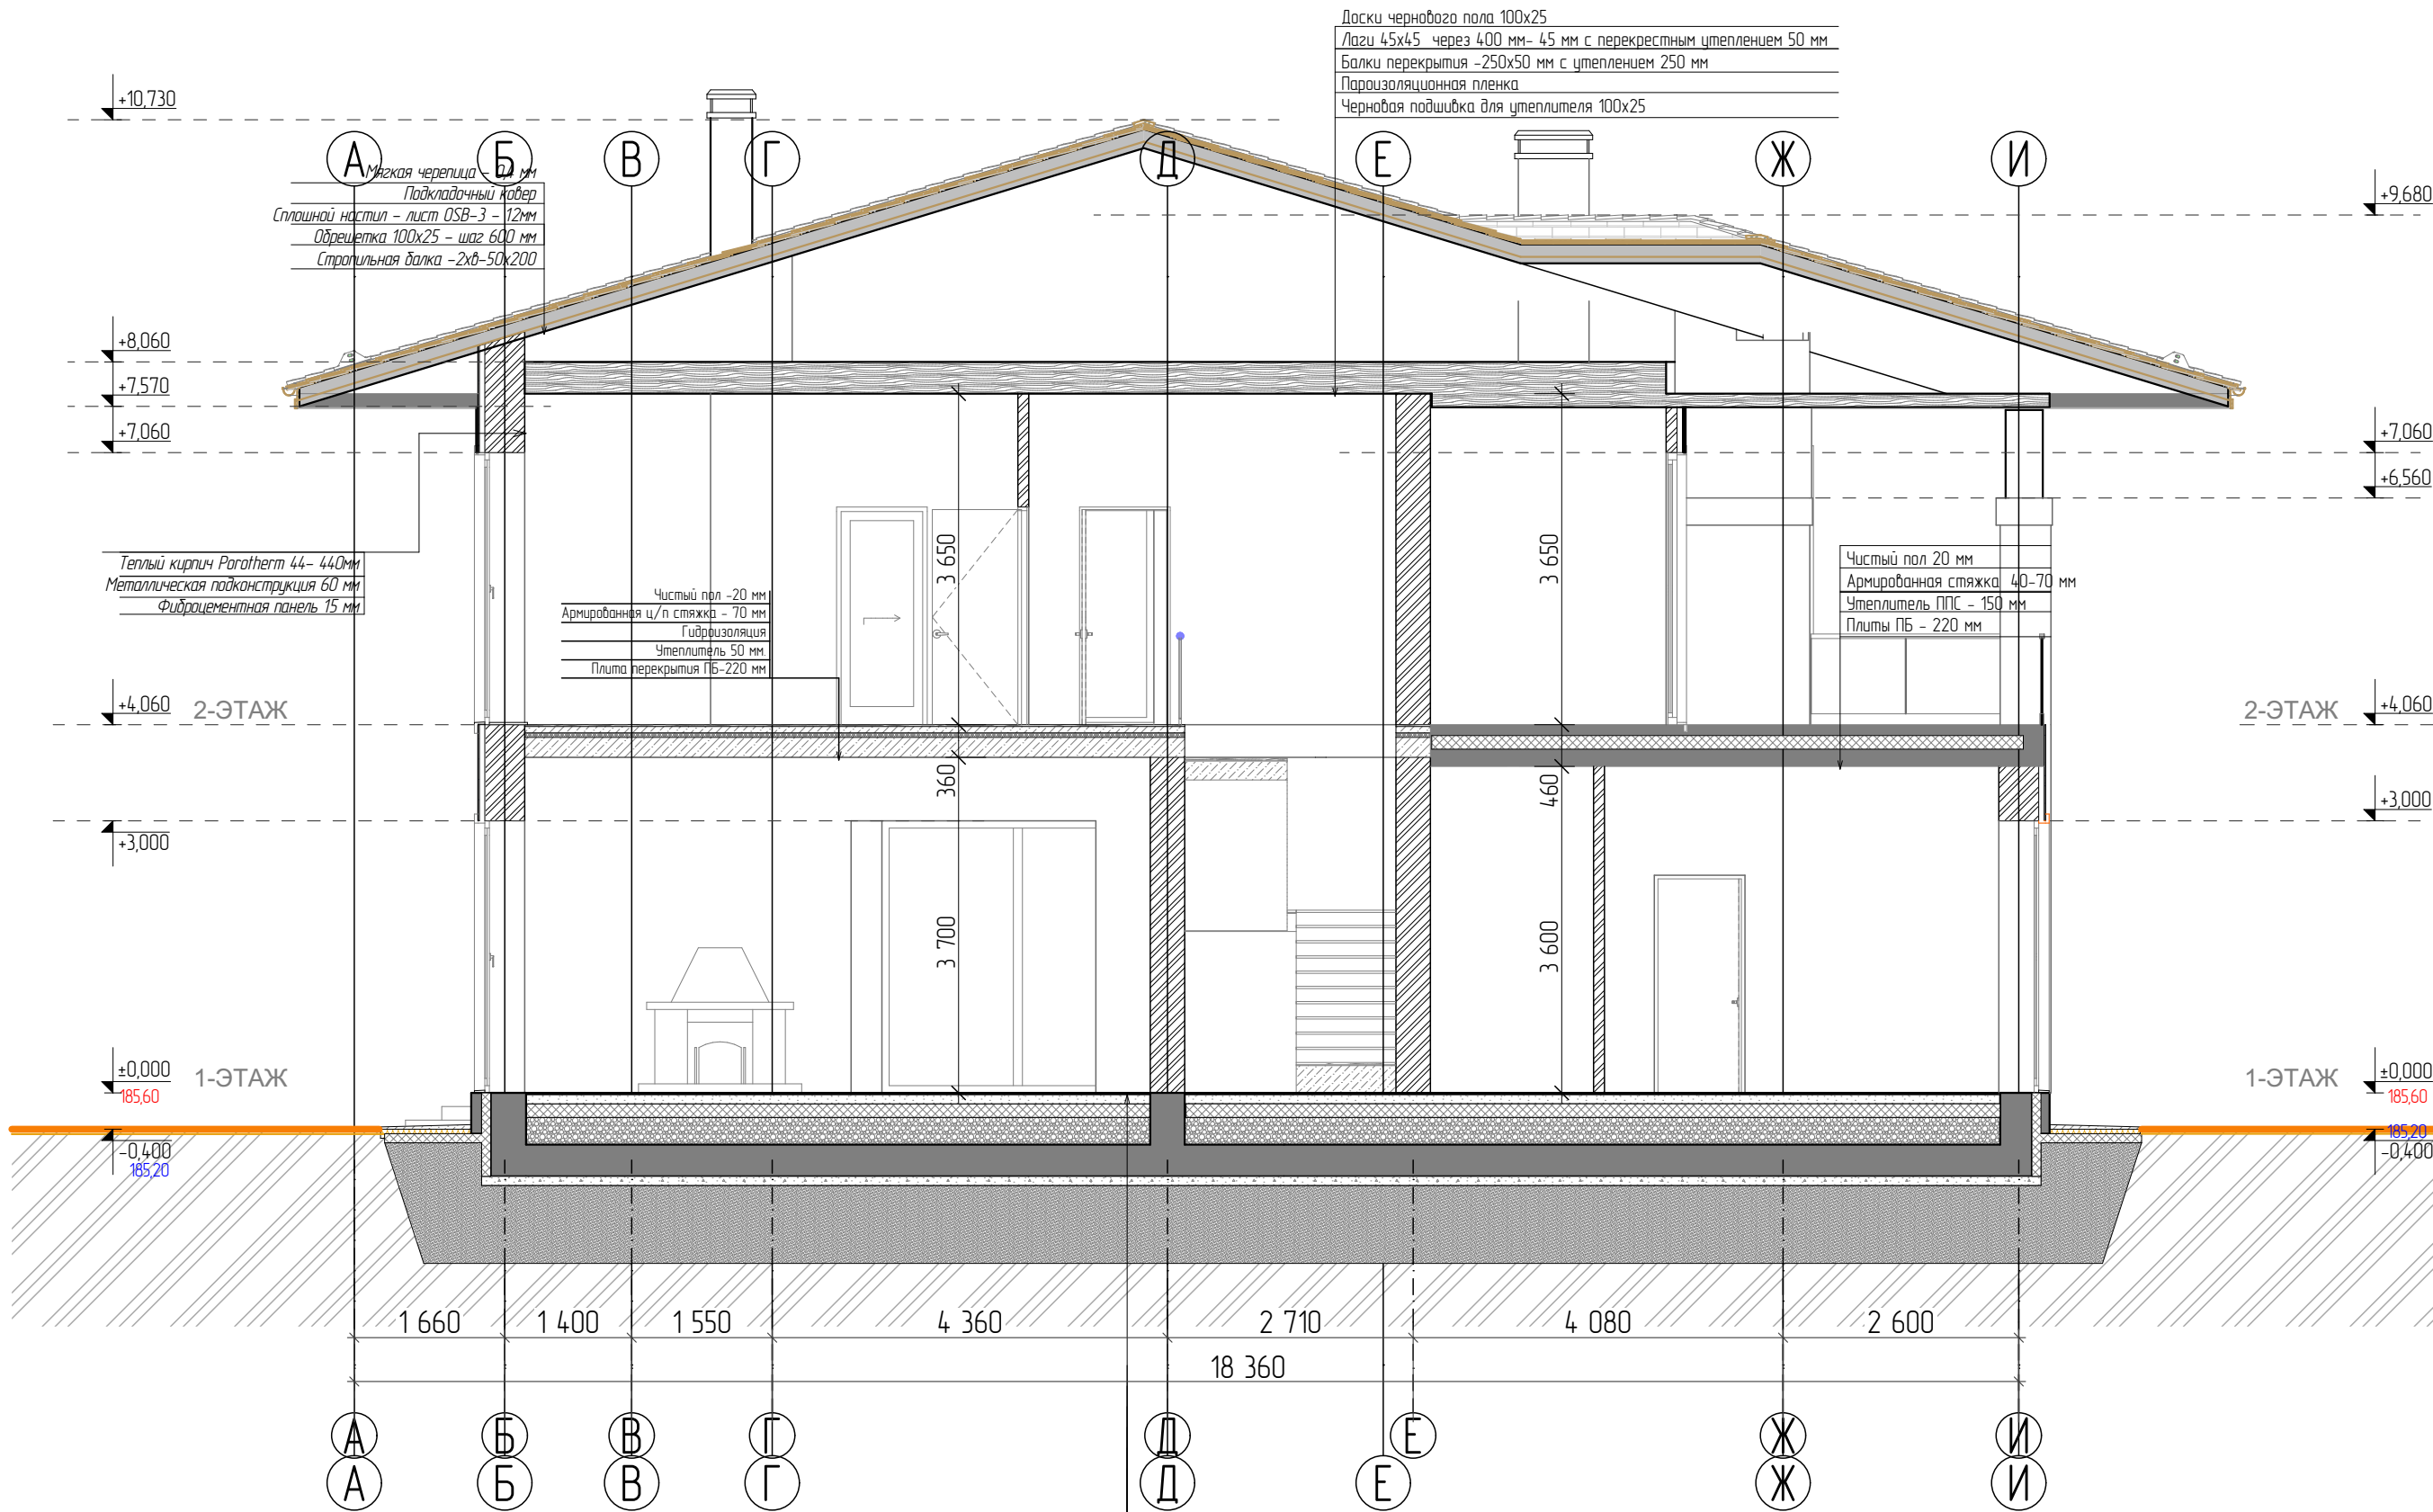 Доски чернового пола 100х25
Лаги 45х45 через 400 мм- 45 мм с перекрестным утеплением 50 мм
Балки перекрытия -250х50 мм с утеплением 250 мм
Пароизоляционная пленка
Черновая подшивка для утеплителя 100х25
+10,730
А Б В Г Д Е Ж И
Мягкая черепица - 0,4 мм
Подкладочный ковер
Сплошной настил - лист OSB-3 - 12мм
Обрешетка 100х25 - шаг 600 мм
Стропильная балка -2хв-50х200
+9,680
+8,060
+7,570
+7,060
+7,060
+6,560
Теплый кирпич Porotherm 44- 440мм
Металлическая подконструкция 60 мм
Фиброцементная панель 15 мм
3 650
3 650
Чистый пол -20 мм
Армированная ц/п стяжка - 70 мм
Гидроизоляция
Утеплитель 50 мм.
Плита перекрытия ПБ-220 мм
Чистый пол 20 мм
Армированная стяжка 40-70 мм
Утеплитель ППС - 150 мм
Плиты ПБ - 220 мм
+4,060 2-ЭТАЖ
2-ЭТАЖ +4,060
360
460
+3,000
+3,000
3 700
3 600
±0,000 1-ЭТАЖ
185,60
1-ЭТАЖ ±0,000
185,60
-0,400
185,20
185,20
-0,400
1 660 1 400 1 550 4 360 2 710 4 080 2 600
18 360
А Б В Г Д Е Ж И
А Б В Г Д Е Ж И